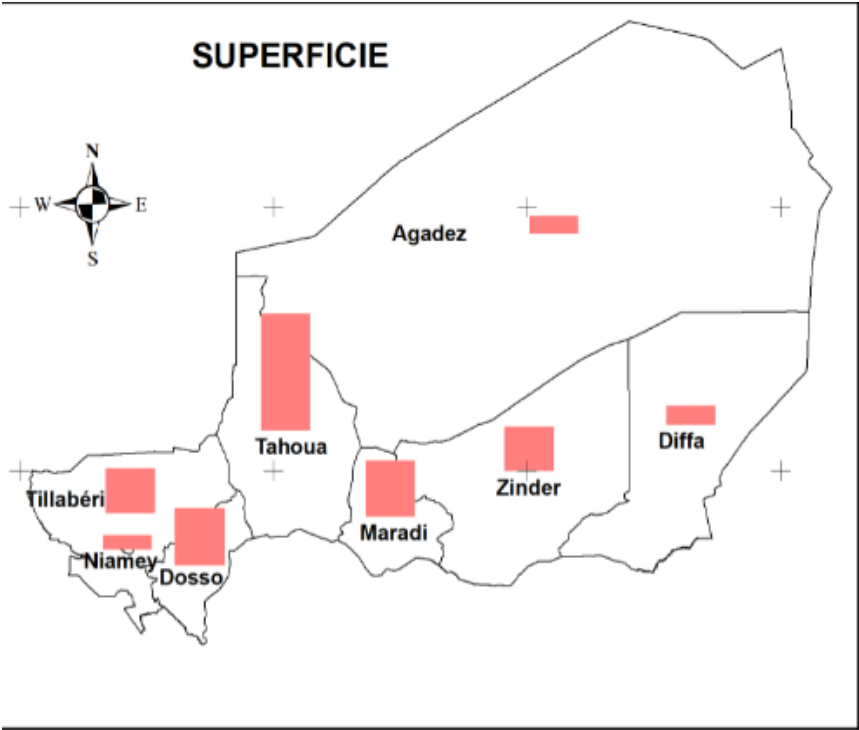 SUPERFICIE
N
W
E
S
Agadez
Tahoua
Diffa
Zinder
Tillabéri
Maradi
Niamey
Dosso